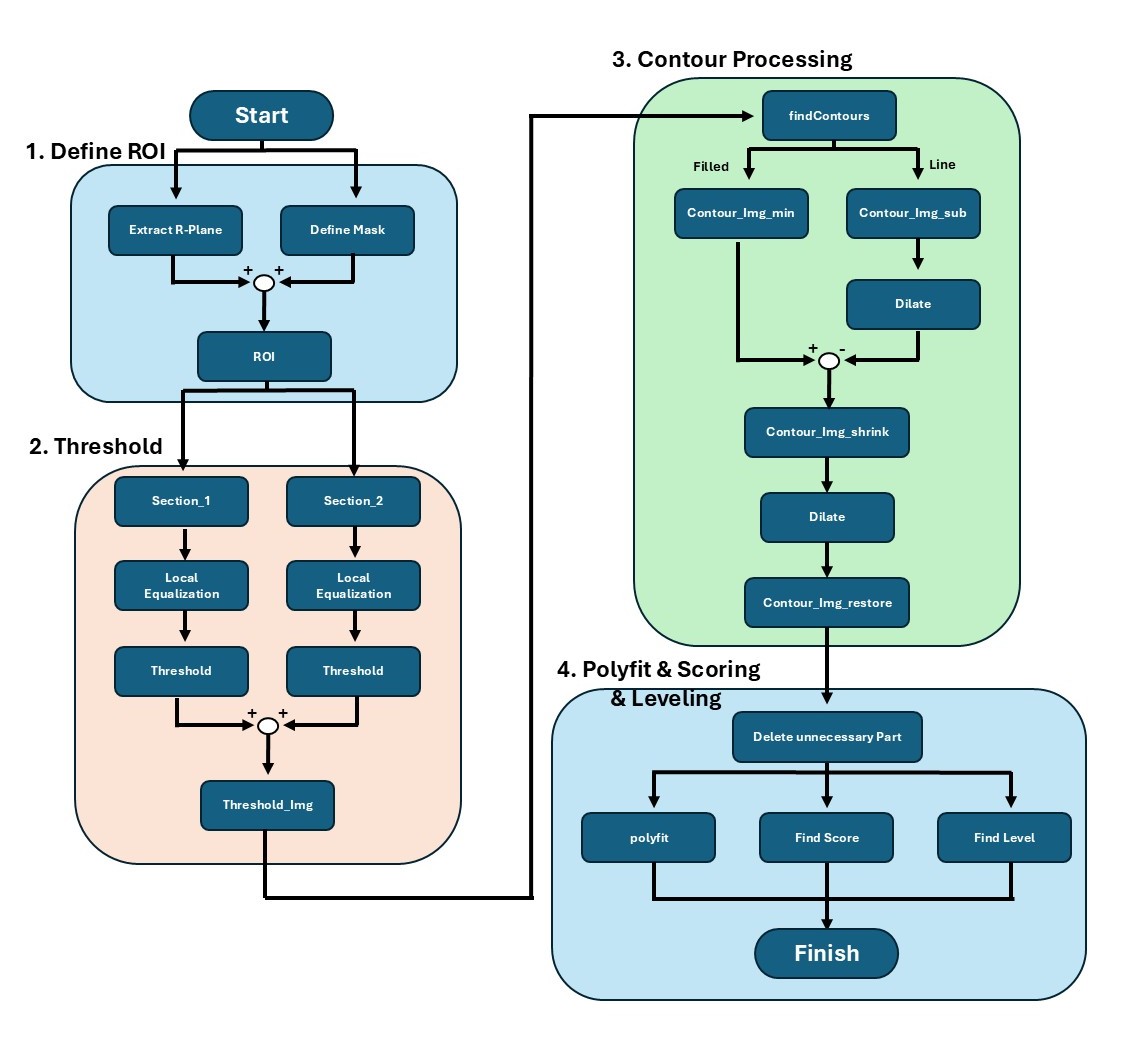 Start
1. Define ROI
Extract R-Plane
Define Mask
+ +
ROI
2. Threshold
Section_1
Section_2
Local
Equalization
Local
Equalization
Threshold
Threshold
+ +
Threshold_Img
3. Contour Processing
findContours
Filled
Line
Contour_Img_min
Contour_Img_sub
Dilate
+ -
Contour_Img_shrink
Dilate
Contour_Img_restore
4. Polyfit & Scoring
& Leveling
Delete unnecessary Part
polyfit
Find Score
Find Level
Finish